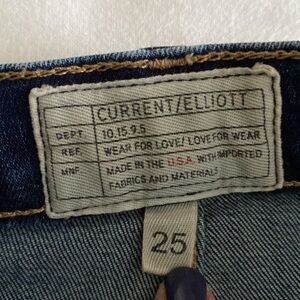 CURRENT/ELLIOTT
DEPT 10.15.9.5
REF. WEAR FOR LOVE/ LOVE FOR WEAR
MNF. MADE IN THE U.S.A. WITH IMPORTED
FABRICS AND MATERIALS
25